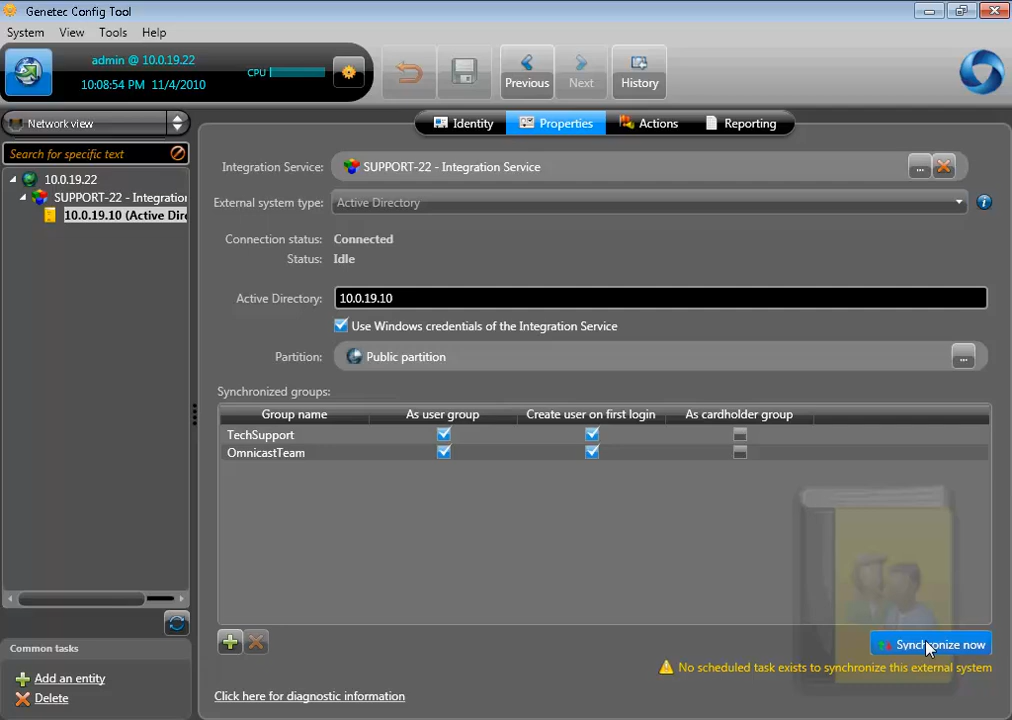 Genetec Config Tool
System View Tools Help
admin @ 10.0.19.22
10:08:54 PM 11/4/2010
CPU
Previous
Next
History
Network view
Search for specific text
10.0.19.22
SUPPORT-22 - Integration
10.0.19.10 (Active Dire
Identity
Properties
Actions
Reporting
Integration Service: SUPPORT-22 - Integration Service ...
External system type: Active Directory
Connection status: Connected
Status: Idle
Active Directory: 10.0.19.10
Use Windows credentials of the Integration Service
Partition: Public partition ...
Synchronized groups:
Group name As user group Create user on first login As cardholder group
TechSupport
OmnicastTeam
Synchronize now
No scheduled task exists to synchronize this external system
Click here for diagnostic information
Common tasks
Add an entity
Delete